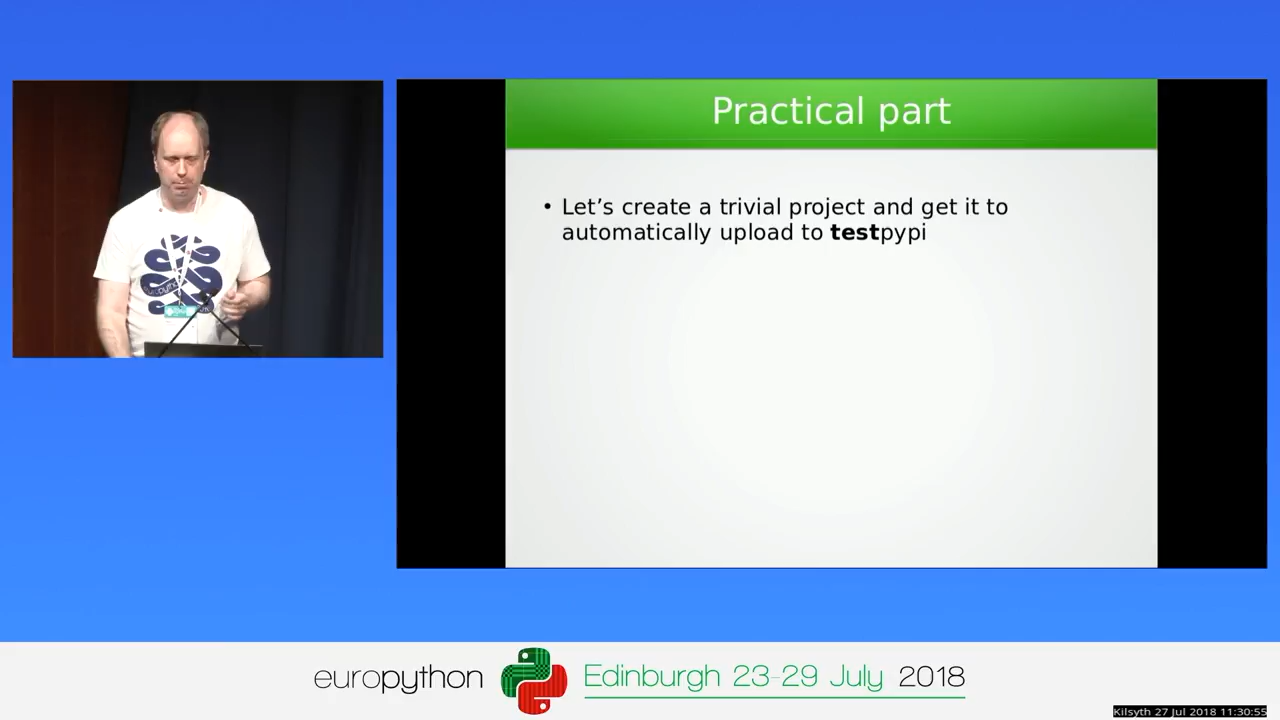 Practical part
• Let’s create a trivial project and get it to
automatically upload to testpypi
europython
Edinburgh 23-29 July 2018
Kilsyth 27 Jul 2018 11:30:55